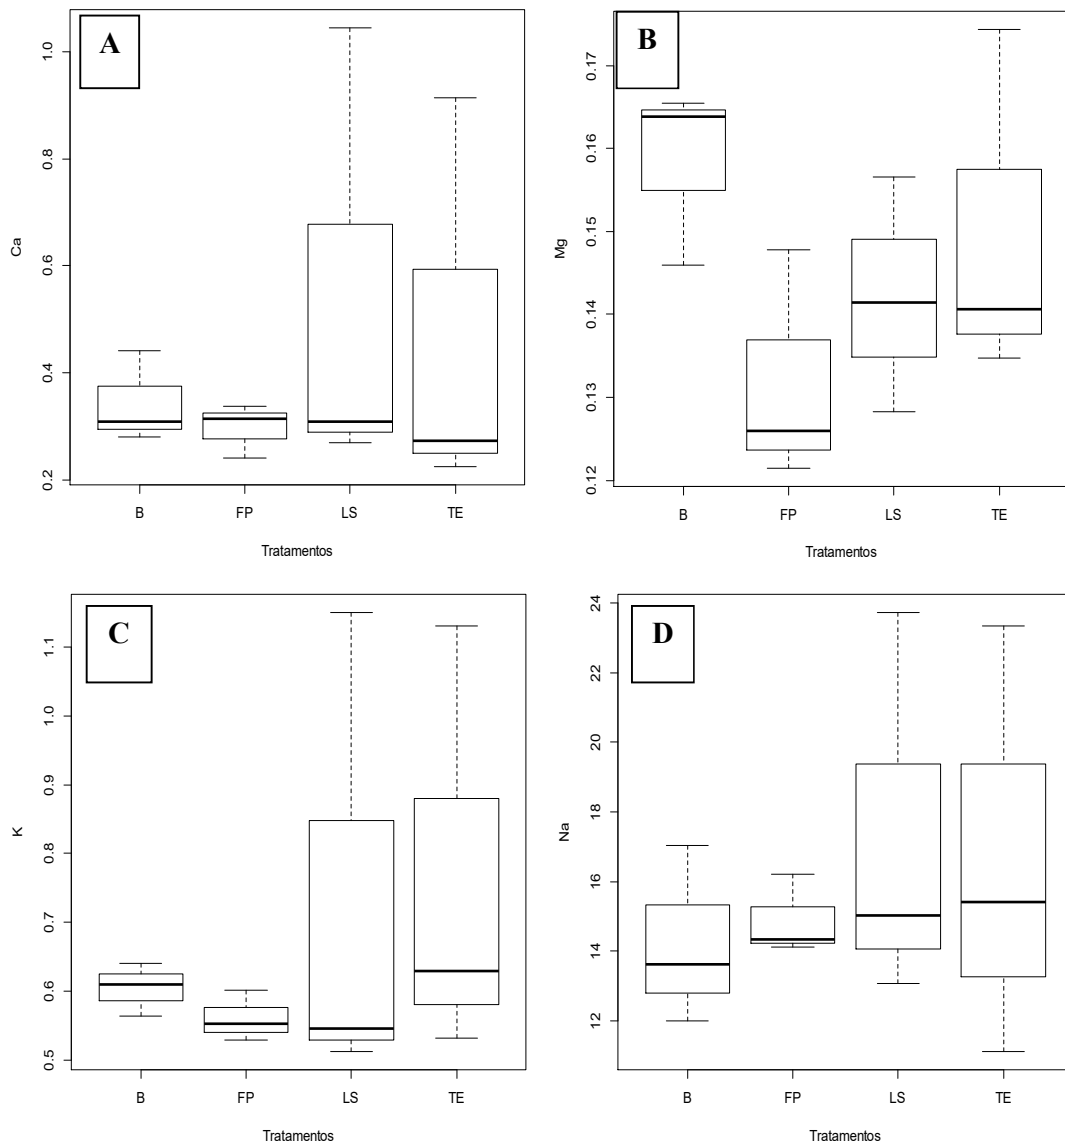 A
Ca
1.0
0.8
0.6
0.4
0.2
B FP LS TE
Tratamentos
B
Mg
0.17
0.16
0.15
0.14
0.13
0.12
B FP LS TE
Tratamentos
C
K
1.1
1.0
0.9
0.8
0.7
0.6
0.5
B FP LS TE
Tratamentos
D
Na
24
22
20
18
16
14
12
B FP LS TE
Tratamentos